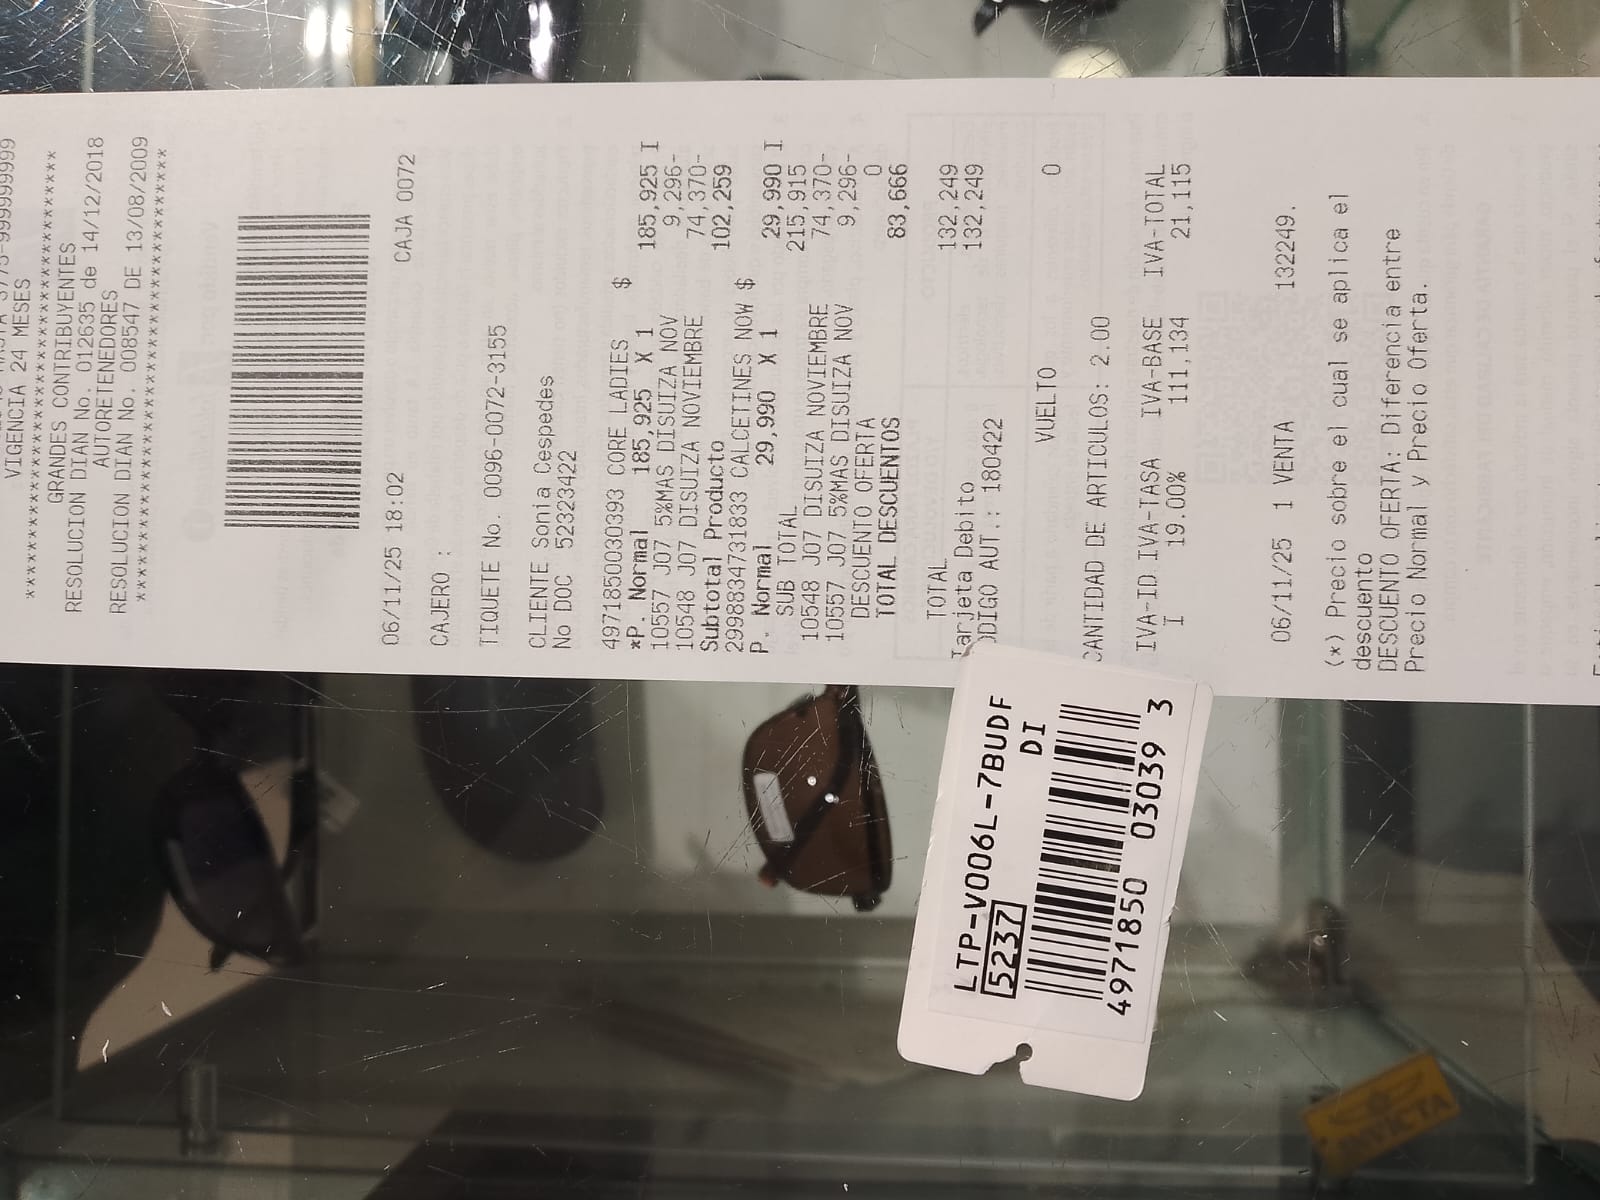 VIGENCIA 24 MESES
****************************************
GRANDES CONTRIBUYENTES
RESOLUCION DIAN No. 012635 de 14/12/2018
AUTORETENEDORES
RESOLUCION DIAN No. 008547 DE 13/08/2009
****************************************
06/11/25 18:02 CAJA 0072
CAJERO :
TIQUETE No. 0096-0072-3155
CLIENTE Sonia Cespedes
No DOC 52323422
4971850030393 CORE LADIES $ 185,925 I
*P. Normal 185,925 X 1
10557 JO7 5%MAS DISUIZA NOV 9,296-
10548 JO7 DISUIZA NOVIEMBRE 74,370-
Subtotal Producto 102,259
2998834731833 CALCETINES NOW $ 29,990 I
P. Normal 29,990 X 1
SUB TOTAL 215,915
10548 JO7 DISUIZA NOVIEMBRE 74,370-
10557 JO7 5%MAS DISUIZA NOV 9,296-
DESCUENTO OFERTA 0
TOTAL DESCUENTOS 83,666
TOTAL 132,249
Tarjeta Debito 132,249
ODIGO AUT.: 180422
VUELTO 0
CANTIDAD DE ARTICULOS: 2.00
IVA-ID IVA-TASA IVA-BASE IVA-TOTAL
I 19.00% 111,134 21,115
06/11/25 1 VENTA 132249.
(*) Precio sobre el cual se aplica el
descuento
DESCUENTO OFERTA: Diferencia entre
Precio Normal y Precio Oferta.
LTP-V006L-7BUDF
5237 DI
4971850 03039 3
INVICTA